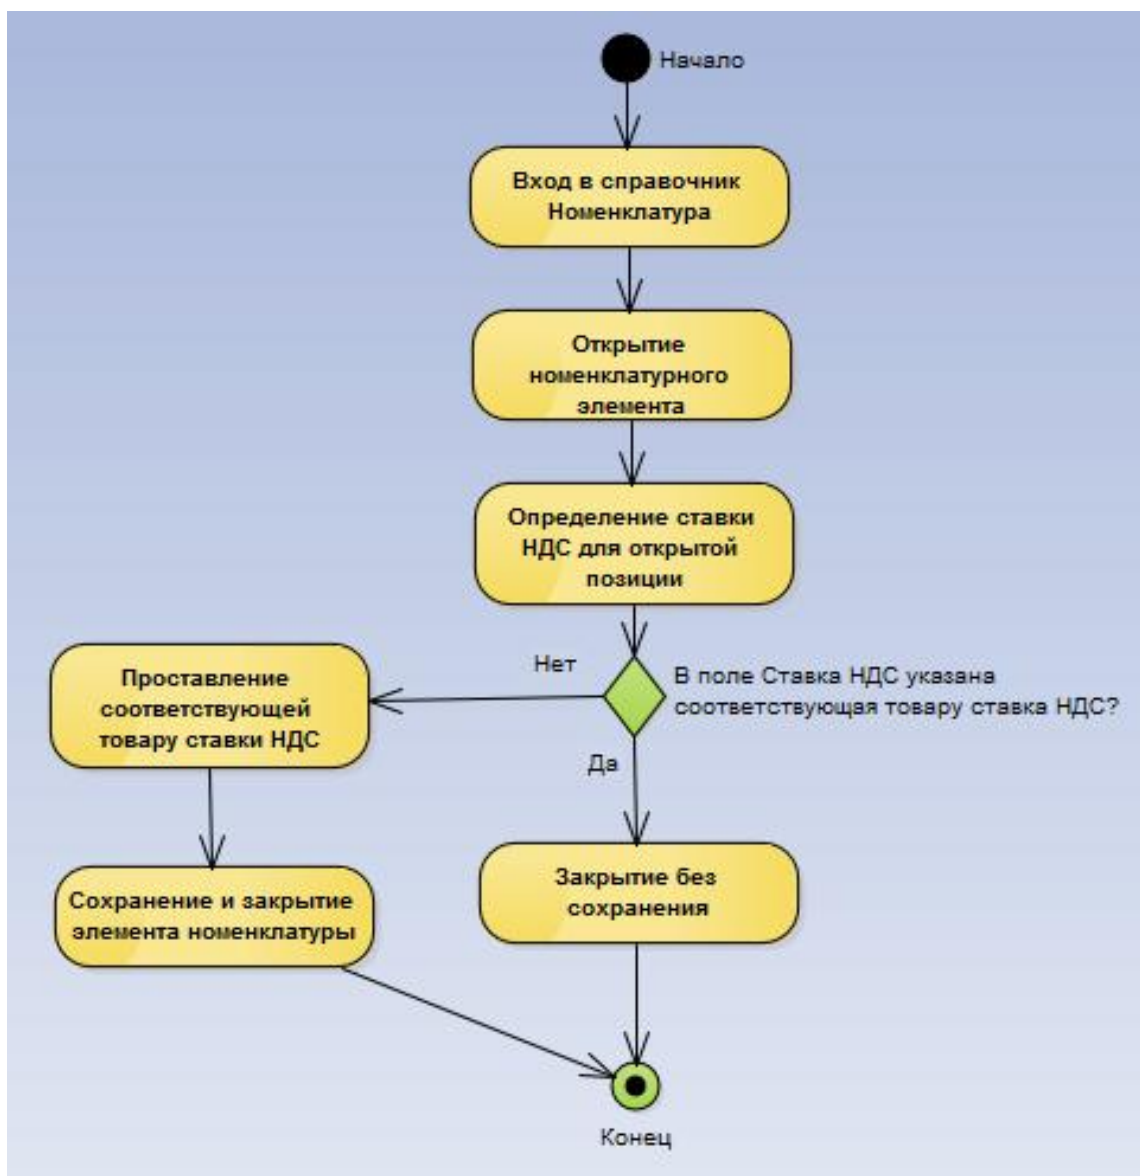 Начало
Вход в справочник
Номенклатура
Открытие
номенклатурного
элемента
Определение ставки
НДС для открытой
позиции
Нет
В поле Ставка НДС указана
соответствующая товару ставка НДС?
Проставление
соответствующей
товару ставки НДС
Да
Закрытие без
сохранения
Сохранение и закрытие
элемента номенклатуры
Конец